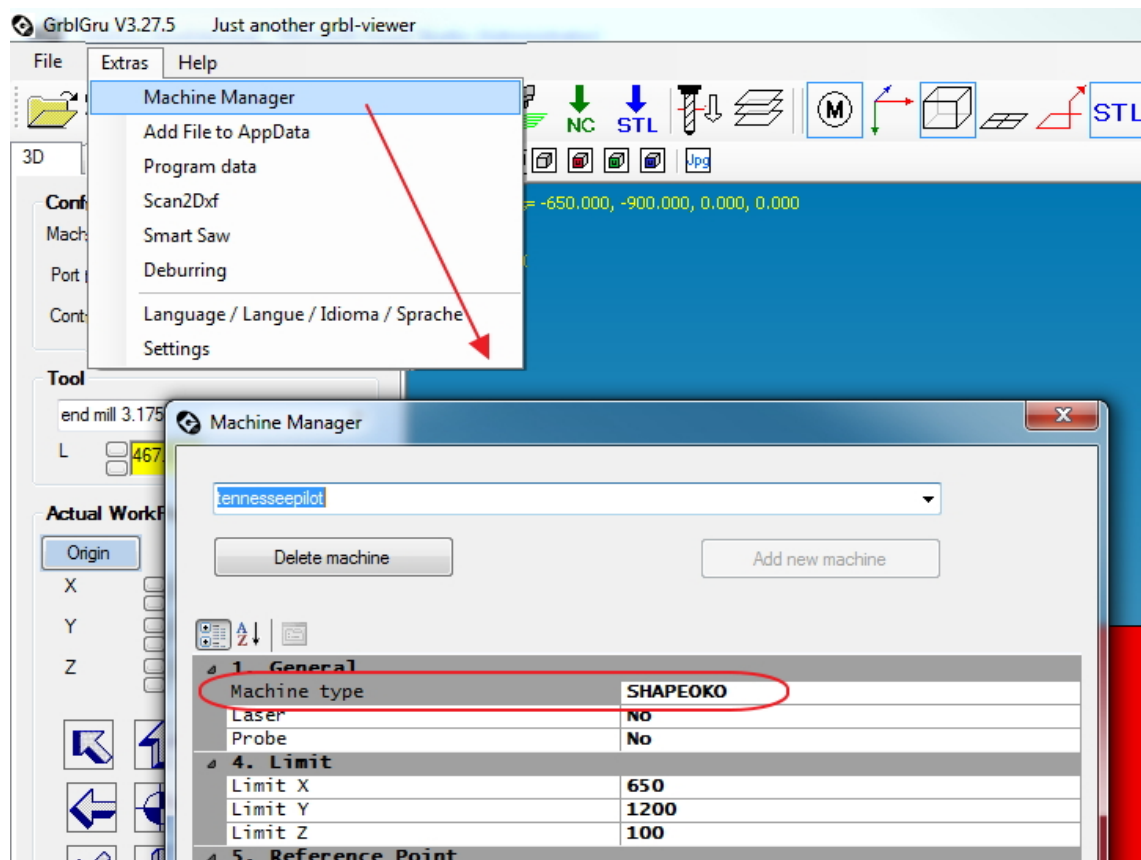 GrblGru V3.27.5 Just another grbl-viewer
File Extras Help
Machine Manager
Add File to AppData
Program data
Scan2Dxf
Smart Saw
Deburring
Language / Langue / Idioma / Sprache
Settings
NC STL M STL
3D Jpg
= -650.000, -900.000, 0.000, 0.000
Port
Tool
end mill 3.175
L 467.
Actual
Origin
X
Y
Z
Machine Manager
tennesseepilot
Delete machine Add new machine
1. General
Machine type SHAPEOKO
Laser No
Probe No
4. Limit
Limit X 650
Limit Y 1200
Limit Z 100
5. Reference Point